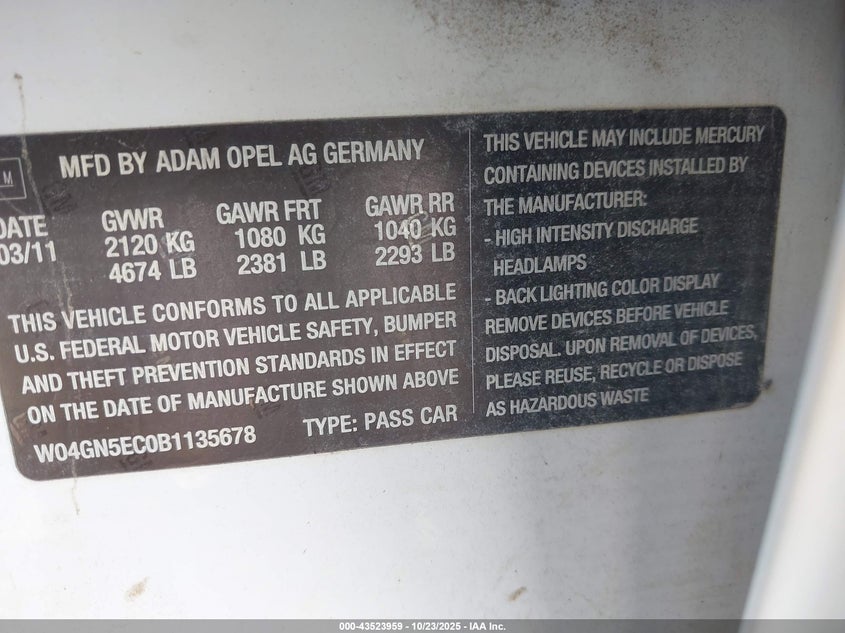 MFD BY ADAM OPEL AG GERMANY
DATE GVWR GAWR FRT GAWR RR
03/11 2120 KG 1080 KG 1040 KG
4674 LB 2381 LB 2293 LB
THIS VEHICLE CONFORMS TO ALL APPLICABLE
U.S. FEDERAL MOTOR VEHICLE SAFETY, BUMPER
AND THEFT PREVENTION STANDARDS IN EFFECT
ON THE DATE OF MANUFACTURE SHOWN ABOVE
W04GN5EC0B1135678 TYPE: PASS CAR
THIS VEHICLE MAY INCLUDE MERCURY
CONTAINING DEVICES INSTALLED BY
THE MANUFACTURER:
- HIGH INTENSITY DISCHARGE
HEADLAMPS
- BACK LIGHTING COLOR DISPLAY
REMOVE DEVICES BEFORE VEHICLE
DISPOSAL. UPON REMOVAL OF DEVICES,
PLEASE REUSE, RECYCLE OR DISPOSE
AS HAZARDOUS WASTE
000-43523959 - 10/23/2025 - IAA Inc.